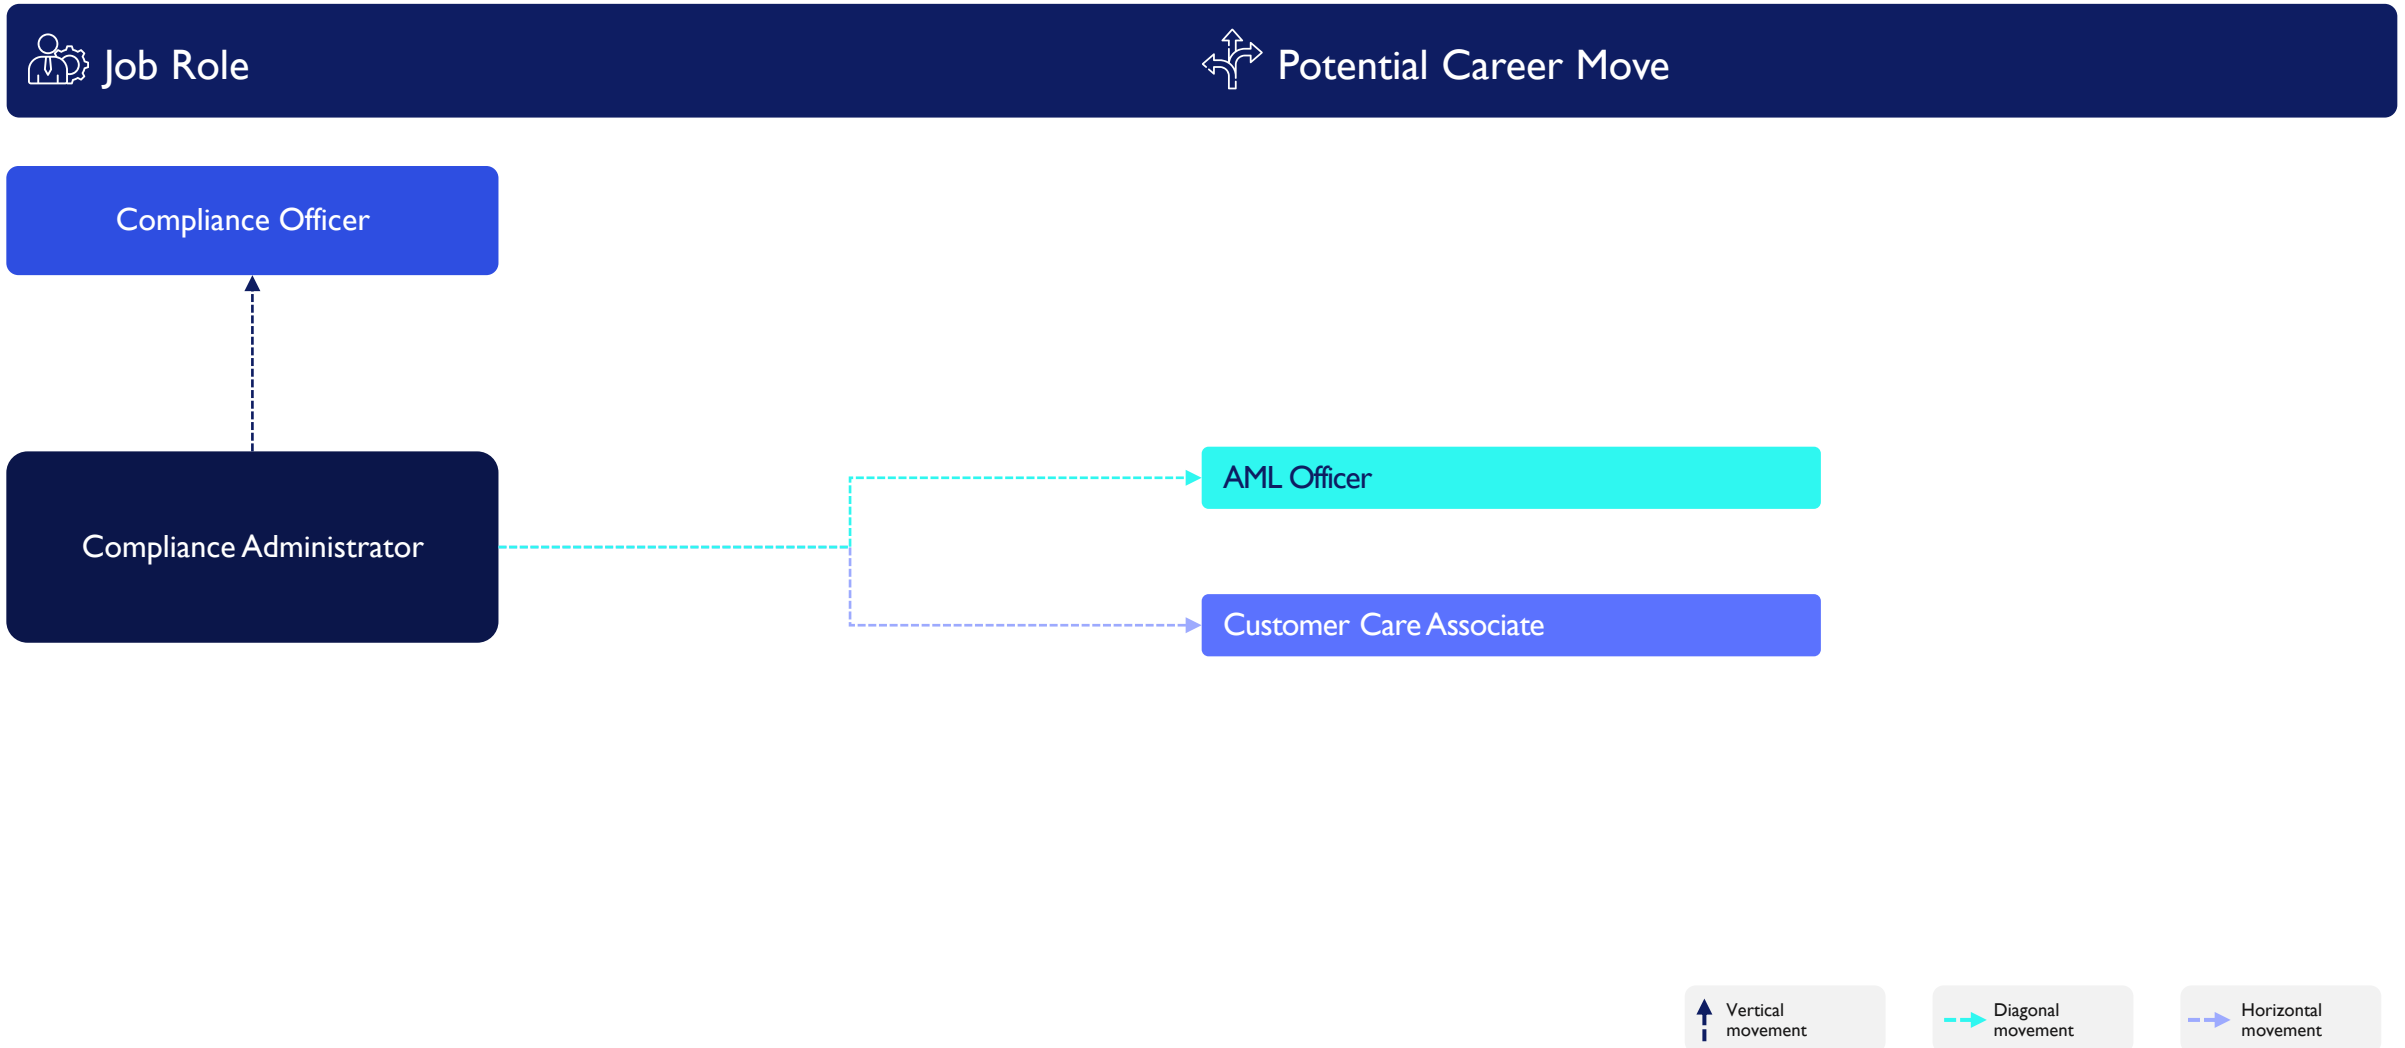 Job Role
Potential Career Move
Compliance Officer
Compliance Administrator
AML Officer
Customer Care Associate
Vertical
movement
Diagonal
movement
Horizontal
movement